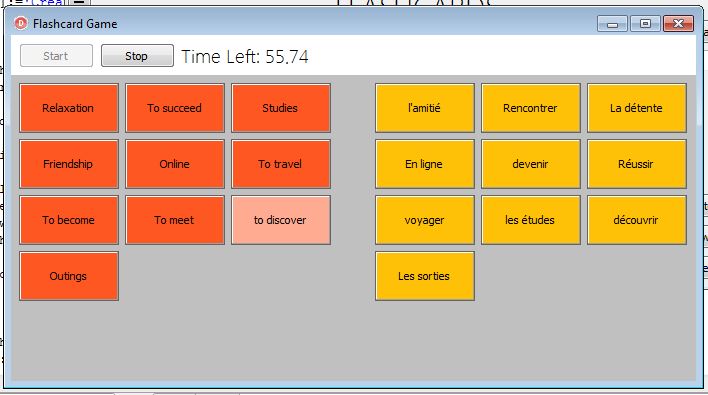 Flashcard Game
Start Stop Time Left: 55.74
Relaxation To succeed Studies l'amitié Rencontrer La détente
Friendship Online To travel En ligne devenir Réussir
To become To meet to discover voyager les études découvrir
Outings Les sorties